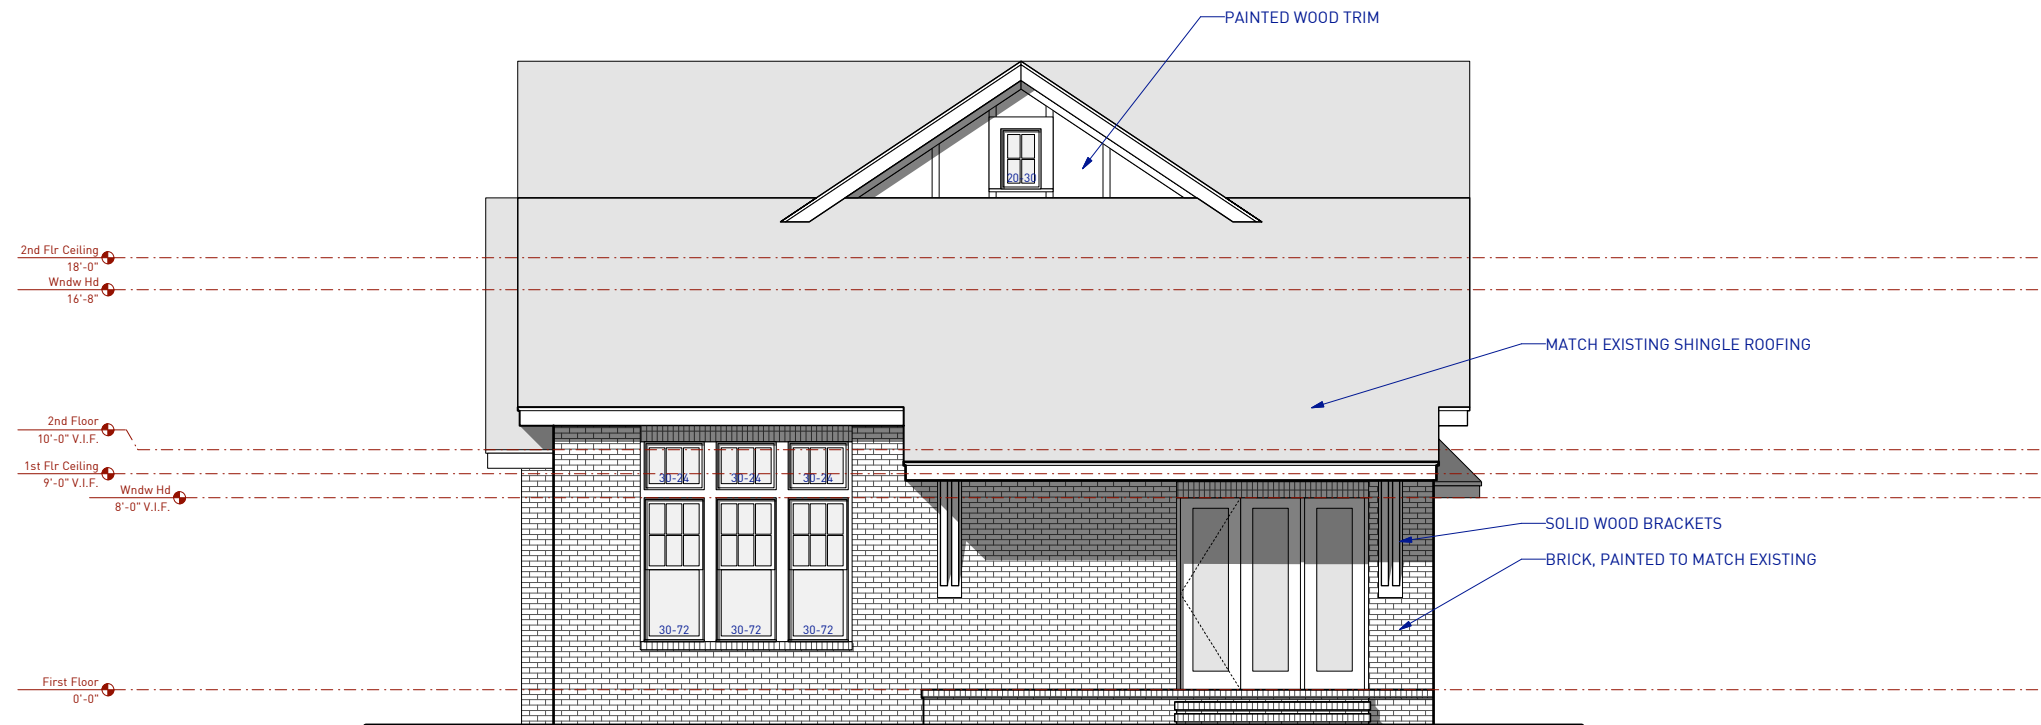 PAINTED WOOD TRIM
20-30
2nd Flr Ceiling
18'-0"
Wndw Hd
16'-8"
MATCH EXISTING SHINGLE ROOFING
2nd Floor
10'-0" V.I.F.
1st Flr Ceiling
9'-0" V.I.F.
30-24 30-24 30-24
Wndw Hd
8'-0" V.I.F.
SOLID WOOD BRACKETS
BRICK, PAINTED TO MATCH EXISTING
30-72 30-72 30-72
First Floor
0'-0"